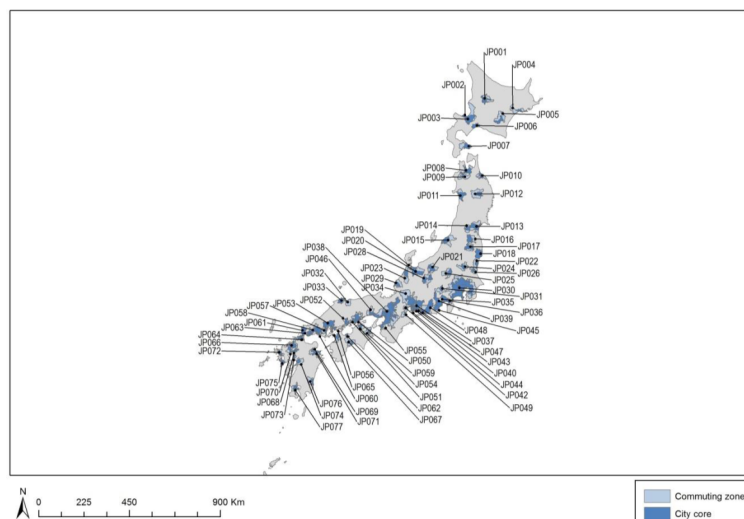 JP001
JP004
JP002
JP003
JP005
JP006
JP007
JP008
JP009
JP010
JP011
JP012
JP014
JP013
JP015
JP016
JP017
JP018
JP019
JP020
JP028
JP021
JP022
JP024
JP026
JP025
JP038
JP046
JP032
JP033
JP023
JP029
JP034
JP030
JP031
JP035
JP036
JP039
JP045
JP052
JP053
JP057
JP058
JP061
JP063
JP064
JP066
JP072
JP048
JP037
JP047
JP043
JP040
JP044
JP042
JP049
JP055
JP050
JP059
JP054
JP051
JP062
JP067
JP056
JP065
JP060
JP069
JP071
JP075
JP070
JP068
JP073
JP076
JP074
JP077
N
0 225 450 900 Km
Commuting zone
City core